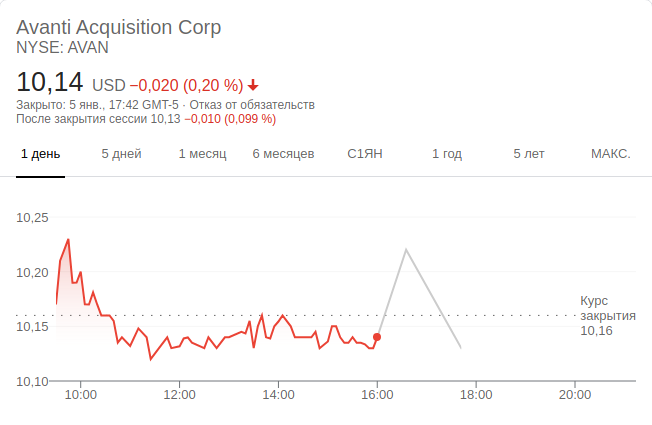 Avanti Acquisition Corp
NYSE: AVAN
10,14 USD −0,020 (0,20 %)
Закрыто: 5 янв., 17:42 GMT-5 · Отказ от обязательств
После закрытия сессии 10,13 −0,010 (0,099 %)
1 день 5 дней 1 месяц 6 месяцев С1ЯН 1 год 5 лет МАКС.
10,25
10,20
10,15
10,10
Курс
закрытия
10,16
10:00 12:00 14:00 16:00 18:00 20:00